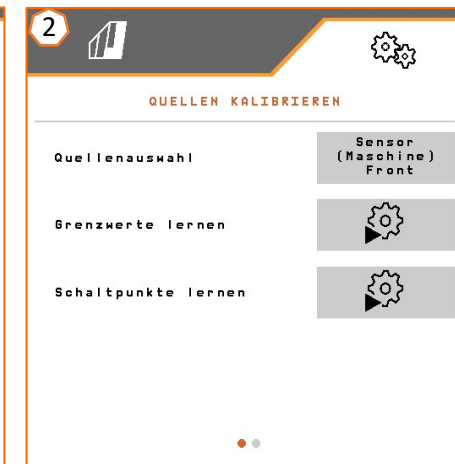 2
QUELLEN KALIBRIEREN
Quellenauswahl
Sensor
(Maschine)
Front
Grenzwerte lernen
Schaltpunkte lernen